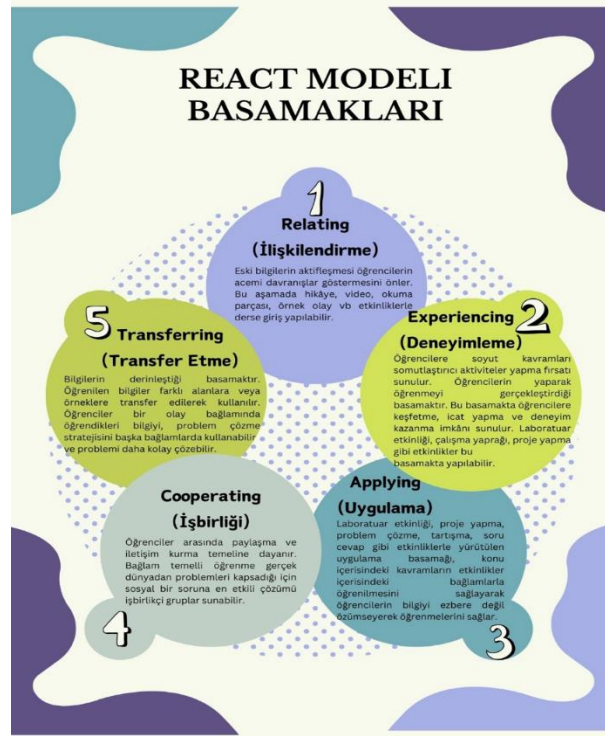 REACT MODELI
BASAMAKLARI
1
Relating
(İlişkilendirme)
Eski bilgilerin aktifleşmesi öğrencilerin
acemi davranışlar göstermesini önler.
Bu aşamada hikâye, video, okuma
parçası, örnek olay vb etkinliklerle
derse giriş yapılabilir.
2
Experiencing
(Deneyimleme)
Öğrencilere soyut kavramları
somutlaştırıcı aktiviteler yapma fırsatı
sunulur. Öğrencilerin yaparak
öğrenmeyi gerçekleştirdiği
basamaktır. Bu basamakta öğrencilere
keşfetme, icat yapma ve deneyim
kazanma imkânı sunulur. Laboratuar
etkinliği, çalışma yaprağı, proje yapma
gibi etkinlikler bu
basamakta yapılabilir.
Applying
(Uygulama)
Laboratuar etkinliği, proje yapma,
problem çözme, tartışma, soru
cevap gibi etkinliklerle yürütülen
uygulama basamağı, konu
içerisindeki kavramların etkinlikler
içerisindeki bağlamlarla
öğrenilmesini sağlayarak
öğrencilerin bilgiyi ezbere değil
özümseyerek öğrenmelerini sağlar.
3
Cooperating
(İşbirliği)
Öğrenciler arasında paylaşma ve
iletişim kurma temeline dayanır.
Bağlam temelli öğrenme gerçek
dünyadan problemleri kapsadığı için
sosyal bir soruna en etkili çözümü
işbirlikçi gruplar sunabilir.
4
5
Transferring
(Transfer Etme)
Bilgilerin derinleştiği basamaktır.
Öğrenilen bilgiler farklı alanlara veya
örneklere transfer edilerek kullanılır.
Öğrenciler bir olay bağlamında
öğrendikleri bilgiyi, problem çözme
stratejisini başka bağlamlarda kullanabilir
ve problemi daha kolay çözebilir.